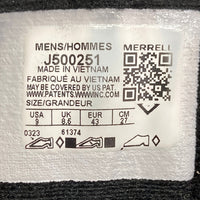 MENS/HOMMES MERRELL
J500251
MADE IN VIETNAM
FABRIQUÉ AU VIETNAM
MAY BE COVERED BY US PAT
WWW.PATENTS.WWWINC.COM
SIZE/GRANDEUR
USA UK EUR CM
9 8.5 43 27
0323 61374